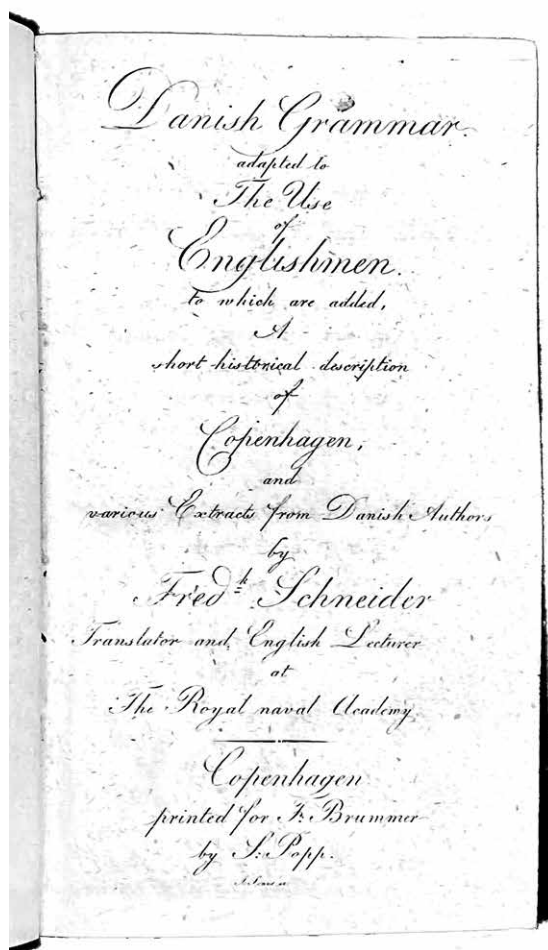 Danish Grammar.
adapted to
The Use
of
Englishmen.
to which are added,
A
short historical description
of
Copenhagen,
and
various Extracts from Danish Authors
by
Fred.k Schneider
Translator and English Lecturer
at
The Royal naval Academy
Copenhagen
printed for F. Brummer
by S: Popp.